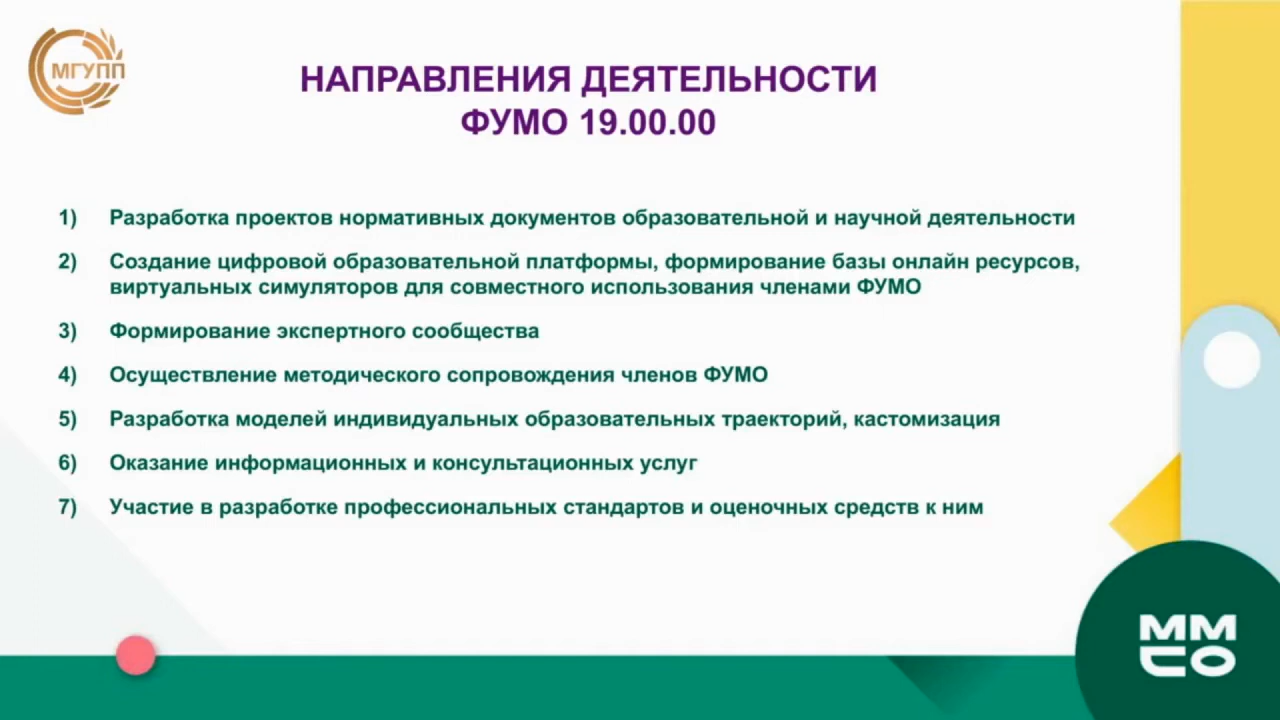 МГУПП
НАПРАВЛЕНИЯ ДЕЯТЕЛЬНОСТИ
ФУМО 19.00.00
1) Разработка проектов нормативных документов образовательной и научной деятельности
2) Создание цифровой образовательной платформы, формирование базы онлайн ресурсов,
виртуальных симуляторов для совместного использования членами ФУМО
3) Формирование экспертного сообщества
4) Осуществление методического сопровождения членов ФУМО
5) Разработка моделей индивидуальных образовательных траекторий, кастомизация
6) Оказание информационных и консультационных услуг
7) Участие в разработке профессиональных стандартов и оценочных средств к ним
ММ
СО